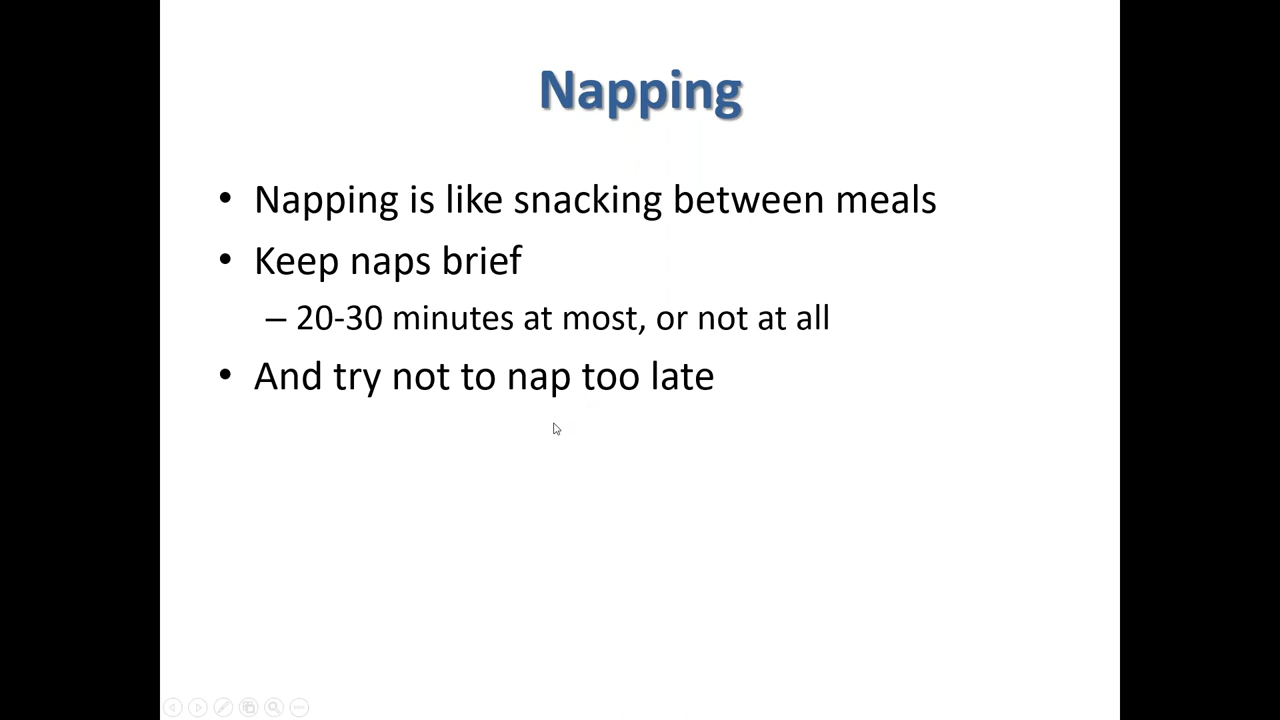 Napping
• Napping is like snacking between meals
• Keep naps brief
– 20-30 minutes at most, or not at all
• And try not to nap too late